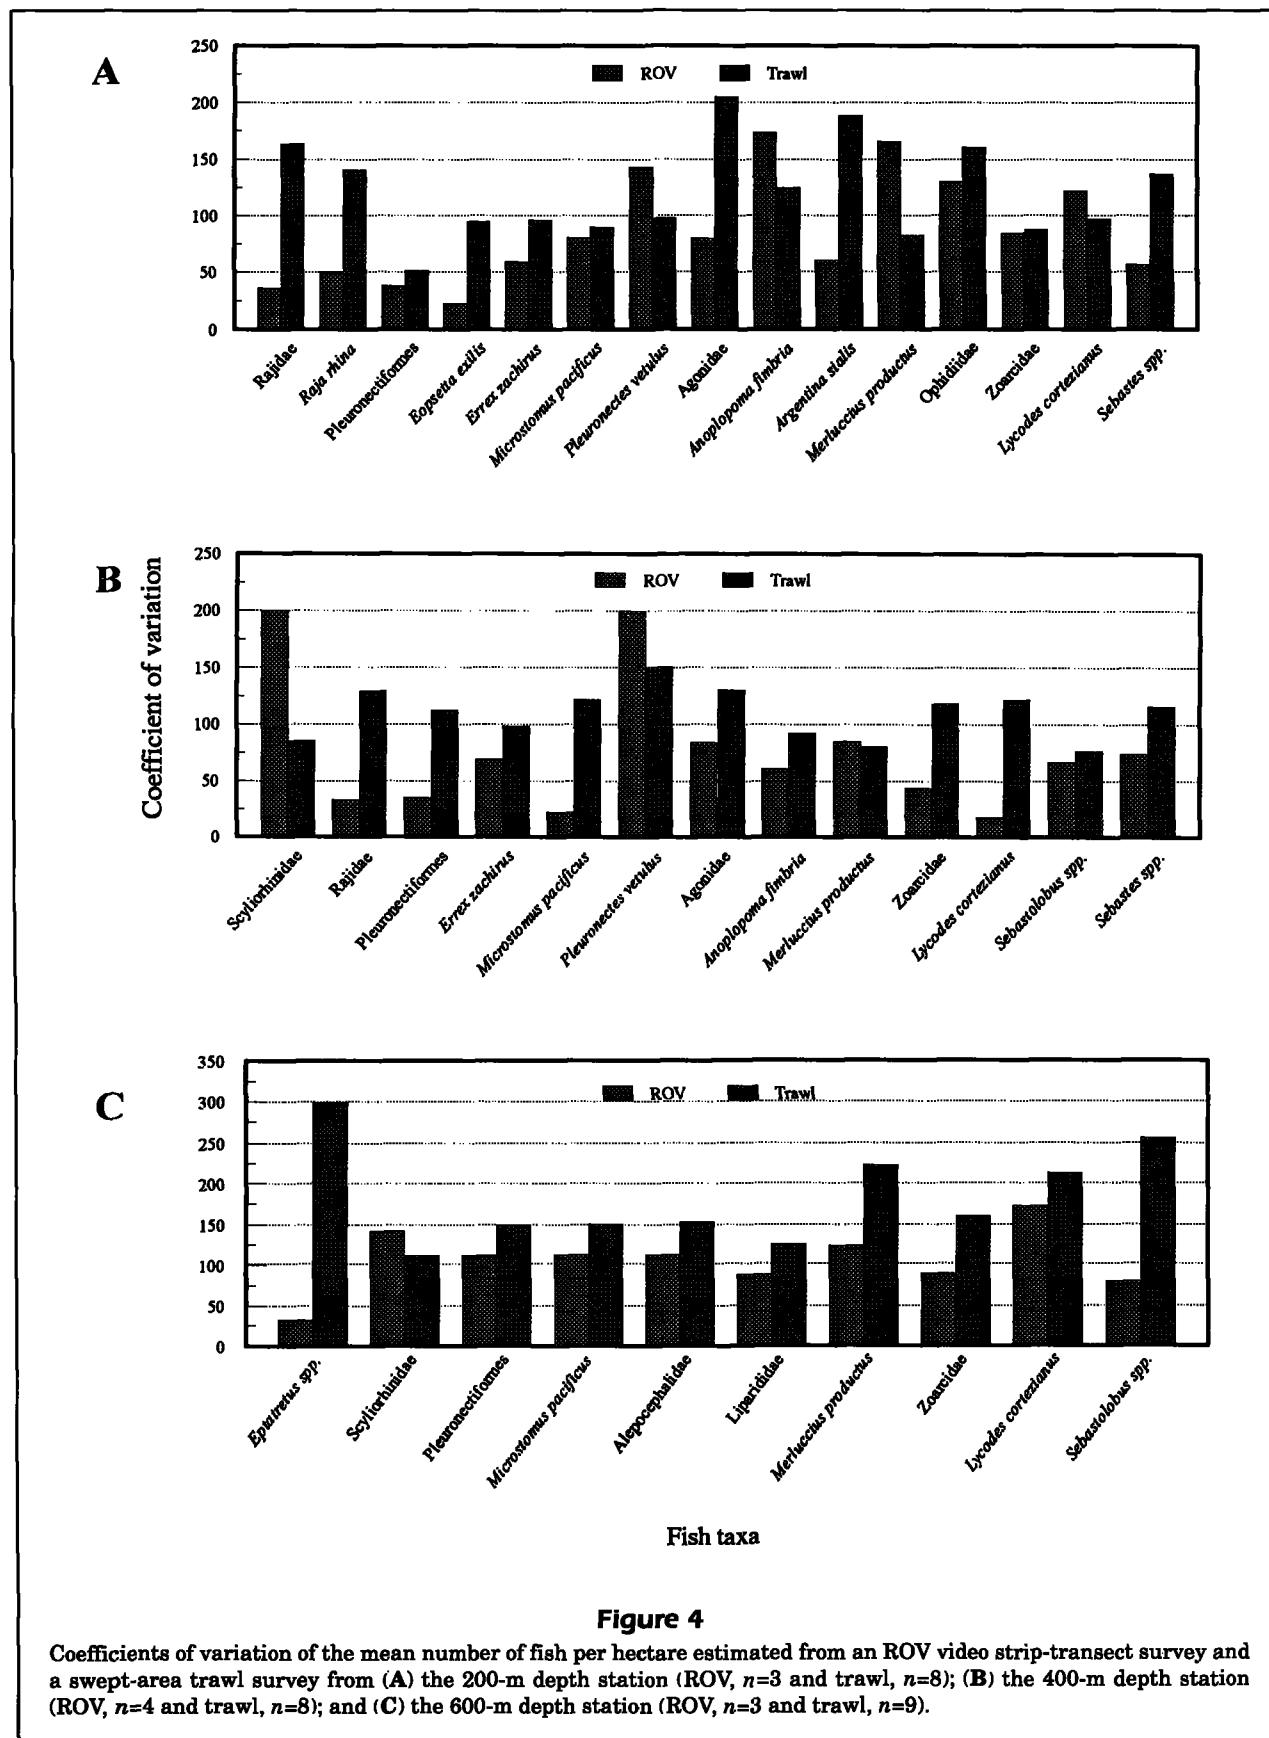 A
250
200
150
100
50
0
ROV Trawl
Rajidae
Raja rhina
Pleuronectiformes
Eopsetta exilis
Errex zachirus
Microstomus pacificus
Pleuronectes vetulus
Agonidae
Anoplopoma fimbria
Argentina sialis
Merluccius productus
Ophidiidae
Zoarcidae
Lycodes cortezianus
Sebastes spp.
B
Coefficient of variation
250
200
150
100
50
0
ROV Trawl
Scyliorhinidae
Rajidae
Pleuronectiformes
Errex zachirus
Microstomus pacificus
Pleuronectes vetulus
Agonidae
Anoplopoma fimbria
Merluccius productus
Zoarcidae
Lycodes cortezianus
Sebastolobus spp.
Sebastes spp.
C
350
300
250
200
150
100
50
0
ROV Trawl
Eptatretus spp.
Scyliorhinidae
Pleuronectiformes
Microstomus pacificus
Alepocephalidae
Liparididae
Merluccius productus
Zoarcidae
Lycodes cortezianus
Sebastolobus spp.
Fish taxa
Figure 4
Coefficients of variation of the mean number of fish per hectare estimated from an ROV video strip-transect survey and
a swept-area trawl survey from (A) the 200-m depth station (ROV, n=3 and trawl, n=8); (B) the 400-m depth station
(ROV, n=4 and trawl, n=8); and (C) the 600-m depth station (ROV, n=3 and trawl, n=9).